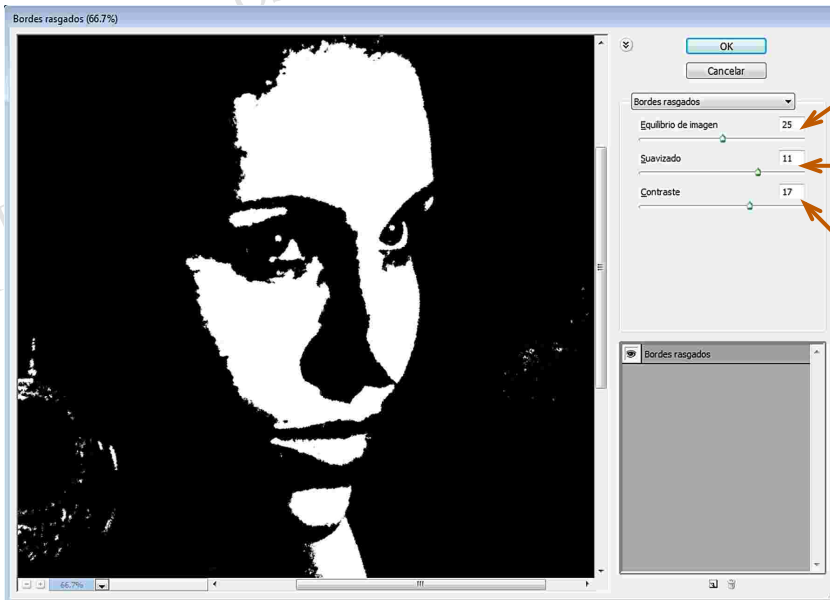 Bordes rasgados (66.7%)
OK
Cancelar
Bordes rasgados
Equilibrio de imagen 25
Suavizado 11
Contraste 17
Bordes rasgados
66.7%